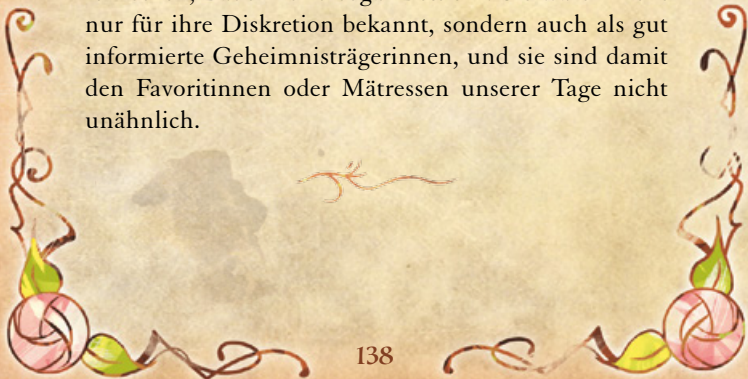 nur für ihre Diskretion bekannt, sondern auch als gut
informierte Geheimnisträgerinnen, und sie sind damit
den Favoritinnen oder Mätressen unserer Tage nicht
unähnlich.
138